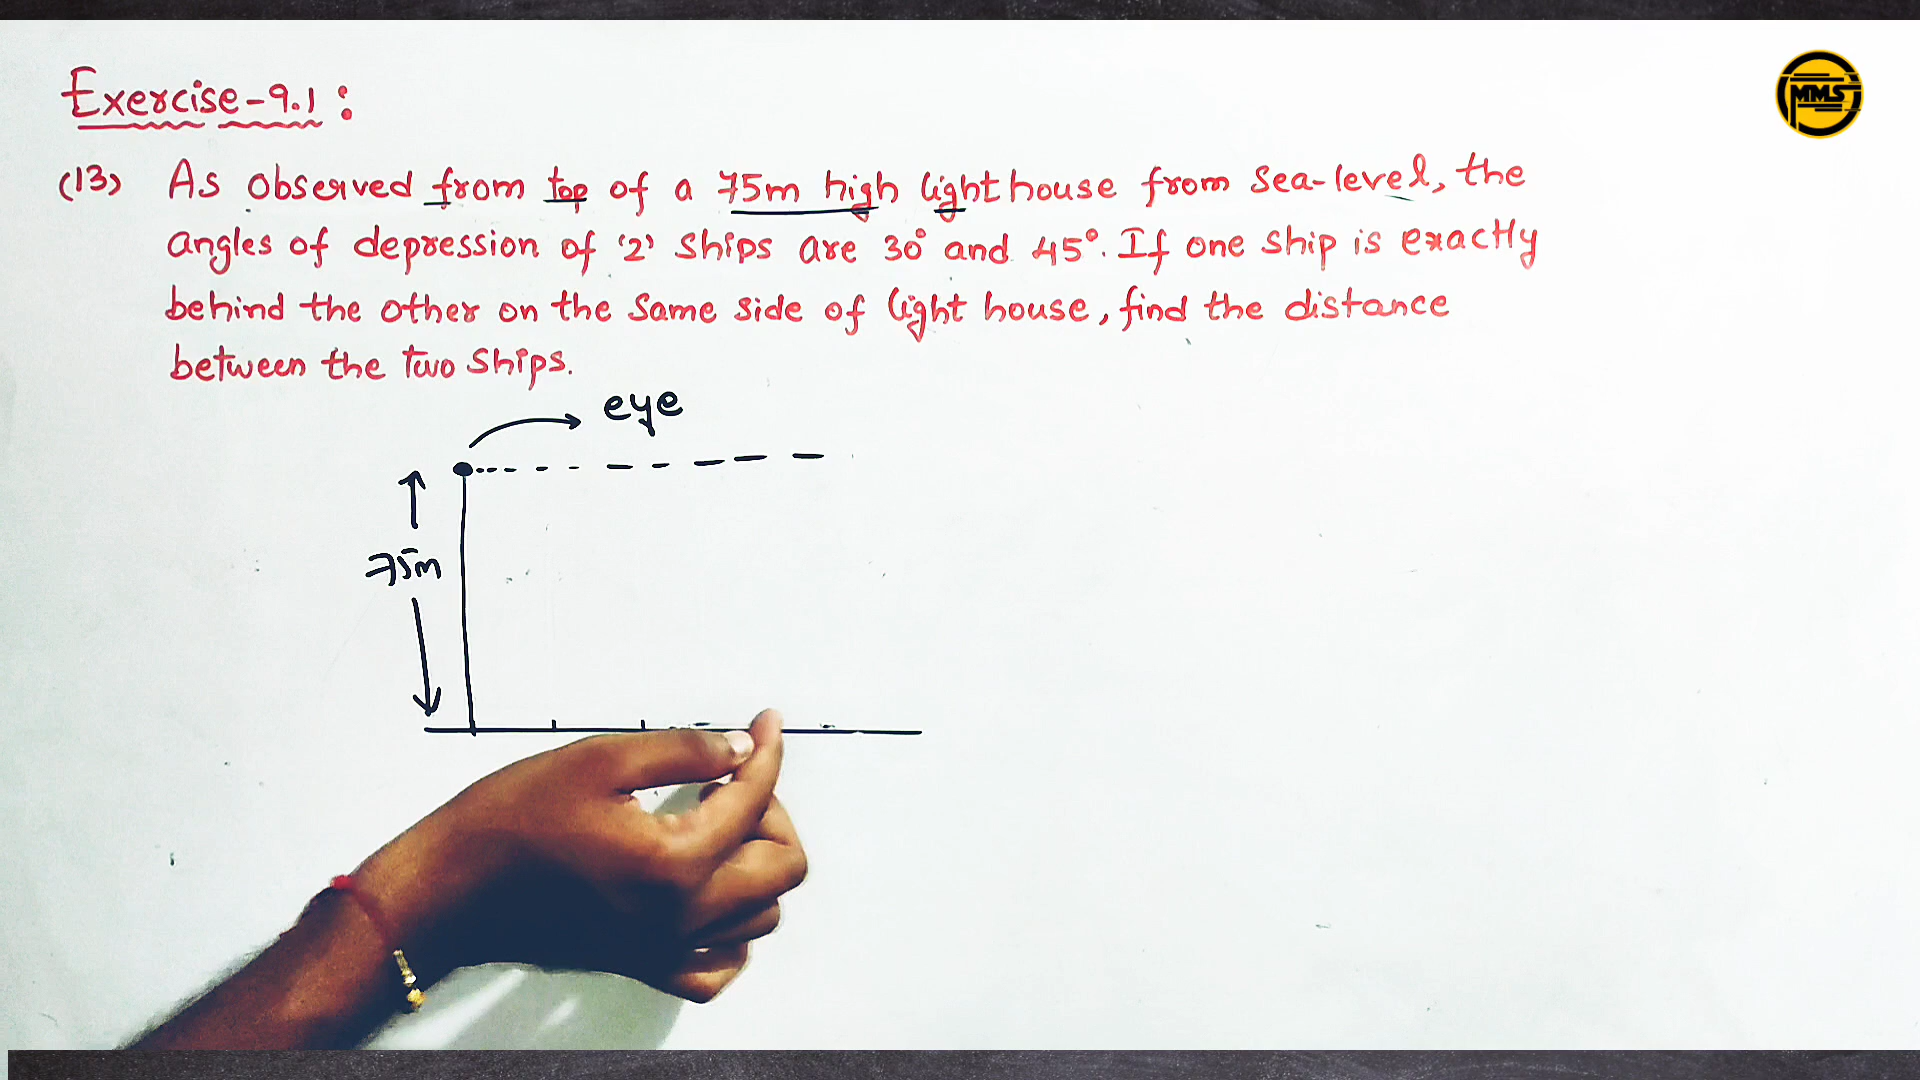 Exercise-9.1:
MMS
(13) As observed from top of a 75m high light house from sea-level, the
angles of depression of '2' ships are 30° and 45°. If one ship is exactly
behind the other on the same side of light house, find the distance
between the two ships.
eye
75m